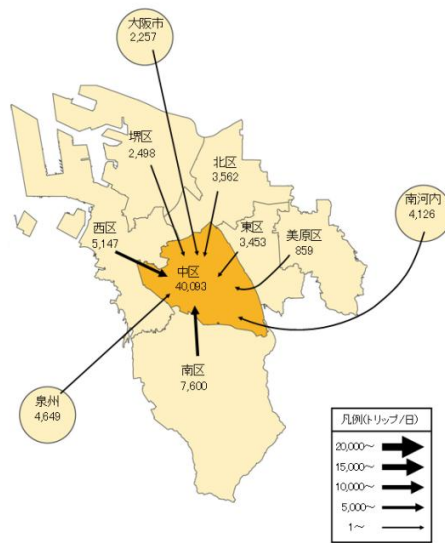 大阪市
2,257
堺区
2,498
北区
3,562
南河内
4,126
西区
5,147
東区
3,453
美原区
859
中区
40,093
南区
7,600
泉州
4,649
凡例(トリップ/日)
20,000～
15,000～
10,000～
5,000～
1～